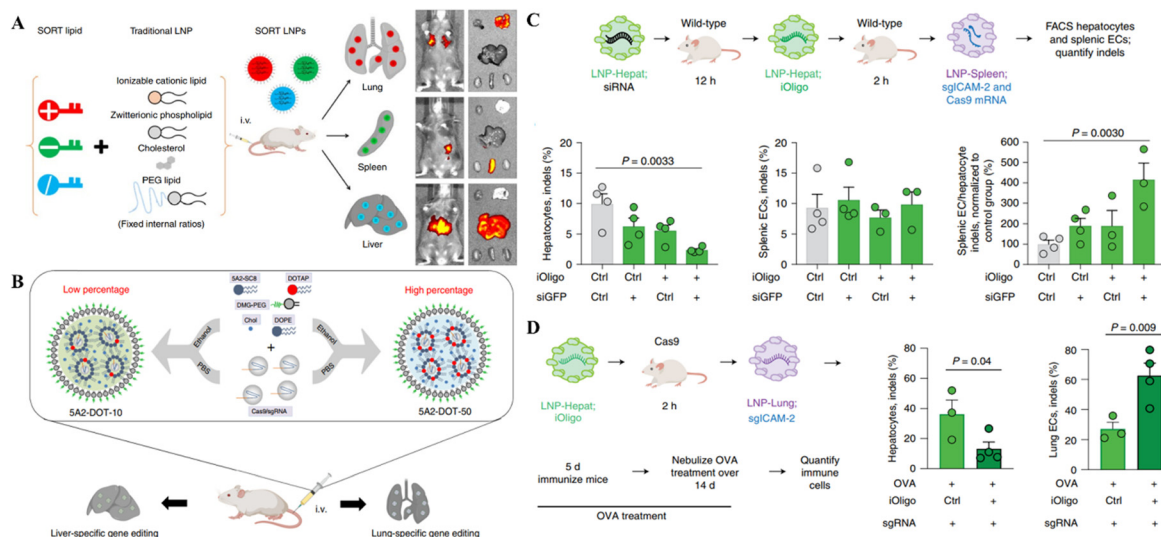 A
SORT lipid
Traditional LNP
SORT LNPs
Ionizable cationic lipid
Zwitterionic phospholipid
Cholesterol
PEG lipid
(Fixed internal ratios)
i.v.
Lung
Spleen
Liver
B
Low percentage
High percentage
5A2-SC8
DOTAP
DMG-PEG
Chol
DOPE
Ethanol
Ethanol
PBS
PBS
+
Cas9/sgRNA
5A2-DOT-10
5A2-DOT-50
i.v.
Liver-specific gene editing
Lung-specific gene editing
C
Wild-type
Wild-type
FACS hepatocytes
and splenic ECs;
quantify indels
LNP-Hepat;
siRNA
12 h
LNP-Hepat;
iOligo
2 h
LNP-Spleen;
sgICAM-2 and
Cas9 mRNA
Hepatocytes, indels (%)
20
15
10
5
0
P = 0.0033
iOligo Ctrl Ctrl + +
siGFP Ctrl + Ctrl +
Splenic ECs, indels (%)
20
15
10
5
0
iOligo Ctrl Ctrl + +
siGFP Ctrl + Ctrl +
Splenic EC/hepatocyte
indels, normalized to
control group (%)
600
500
400
300
200
100
0
P = 0.0030
iOligo Ctrl Ctrl + +
siGFP Ctrl + Ctrl +
D
Cas9
LNP-Hepat;
iOligo
2 h
LNP-Lung;
sgICAM-2
5 d
immunize mice
Nebulize OVA
treatment over
14 d
Quantify
immune
cells
OVA treatment
Hepatocytes, indels (%)
80
60
40
20
0
P = 0.04
OVA + +
iOligo Ctrl +
sgRNA + +
Lung ECs, indels (%)
80
60
40
20
0
P = 0.009
OVA + +
iOligo Ctrl +
sgRNA + +